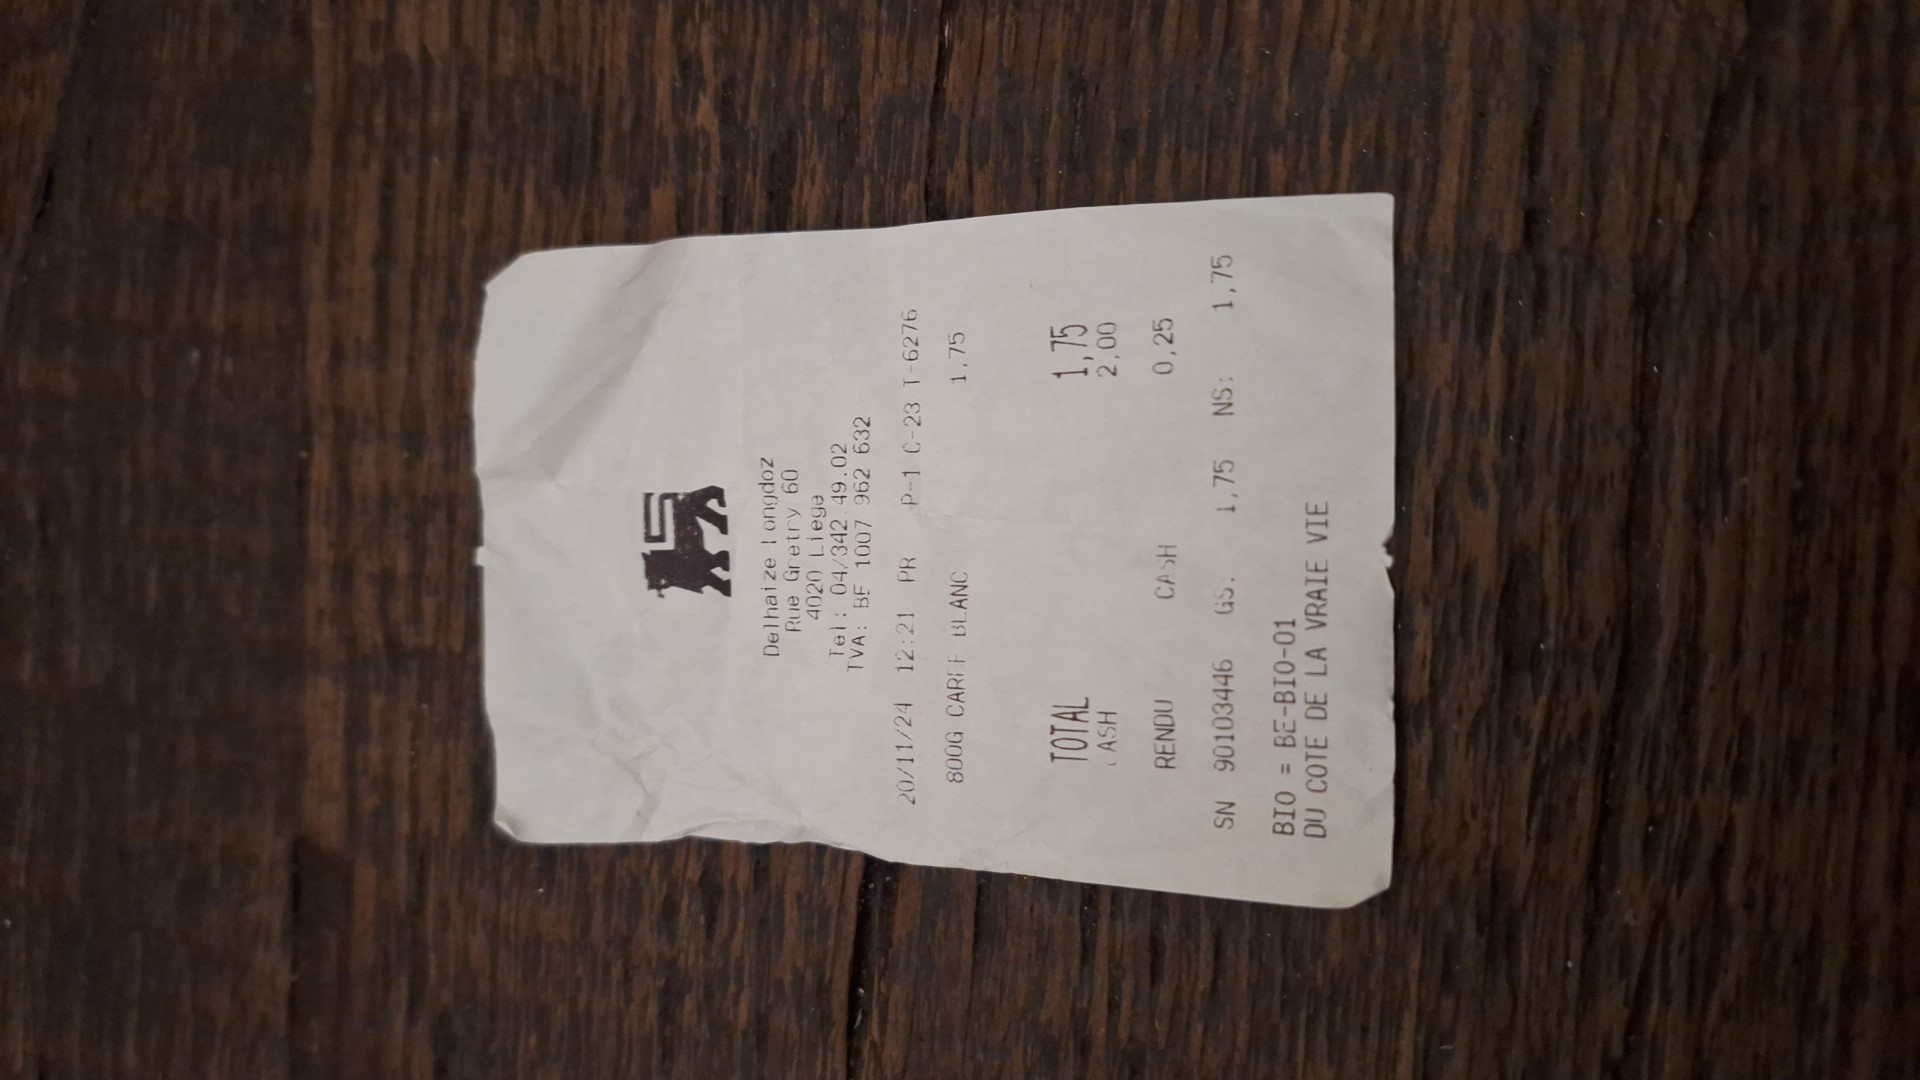 Delhaize longdoz
Rue Gretry 60
4020 Liege
Tel: 04/342.49.02
TVA: BE 1007 962 632
20/11/24 12:21 PR P-1 C-23 T-6276
800G CARRE BLANC 1,75
TOTAL 1,75
CASH 2,00
RENDU CASH 0,25
SN 90103446 GS. 1,75 NS: 1,75
BIO = BE-BIO-01
DU COTE DE LA VRAIE VIE